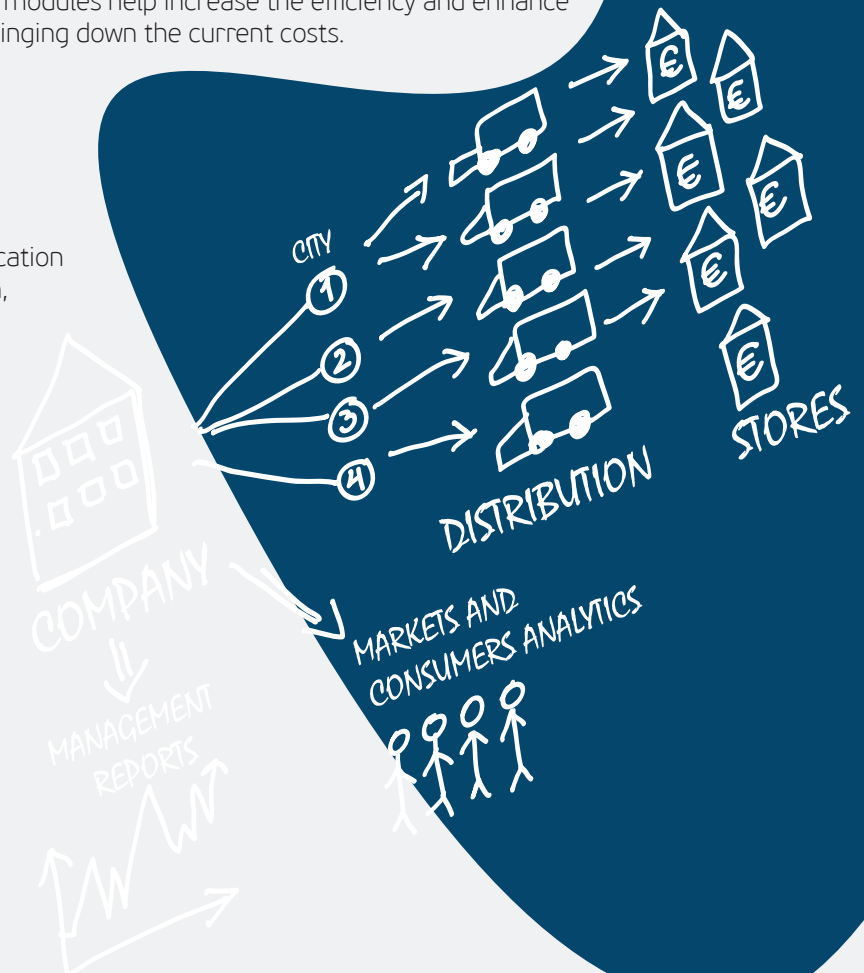 modules help increase the efficiency and enhance
inging down the current costs.
cation
€
€
€
€
€
€
CITY
1
2
3
4
STORES
DISTRIBUTION
COMPANY
MARKETS AND
CONSUMERS ANALYTICS
MANAGEMENT
REPORTS